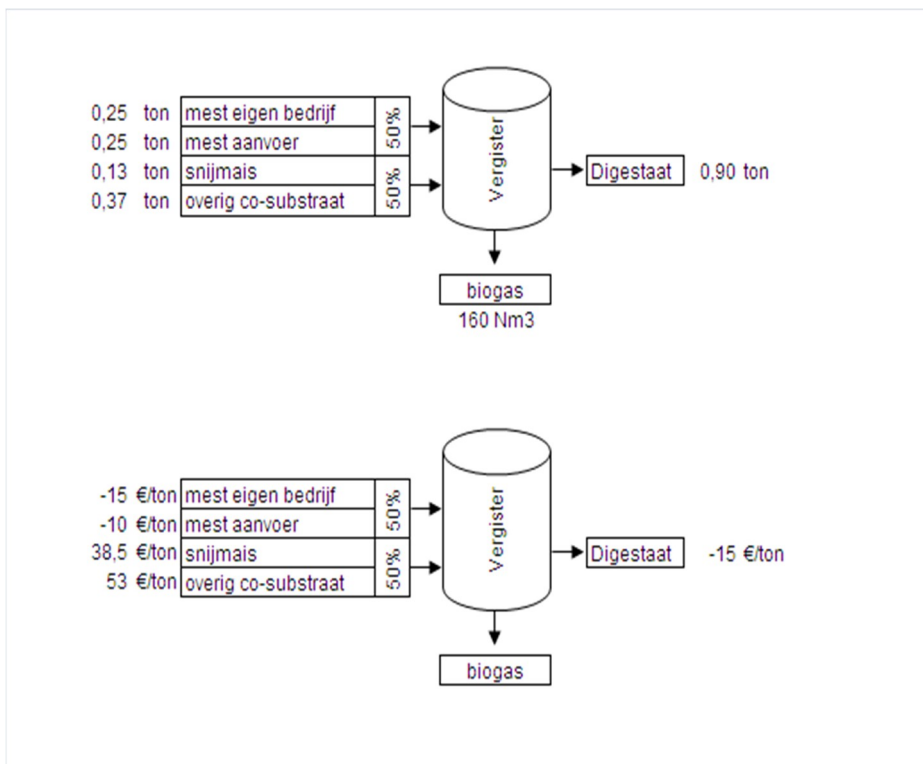 0,25 ton mest eigen bedrijf
0,25 ton mest aanvoer
50%
0,13 ton snijmais
0,37 ton overig co-substraat
50%
Vergister
Digestaat 0,90 ton
biogas
160 Nm3
-15 €/ton mest eigen bedrijf
-10 €/ton mest aanvoer
50%
38,5 €/ton snijmais
53 €/ton overig co-substraat
50%
Vergister
Digestaat -15 €/ton
biogas